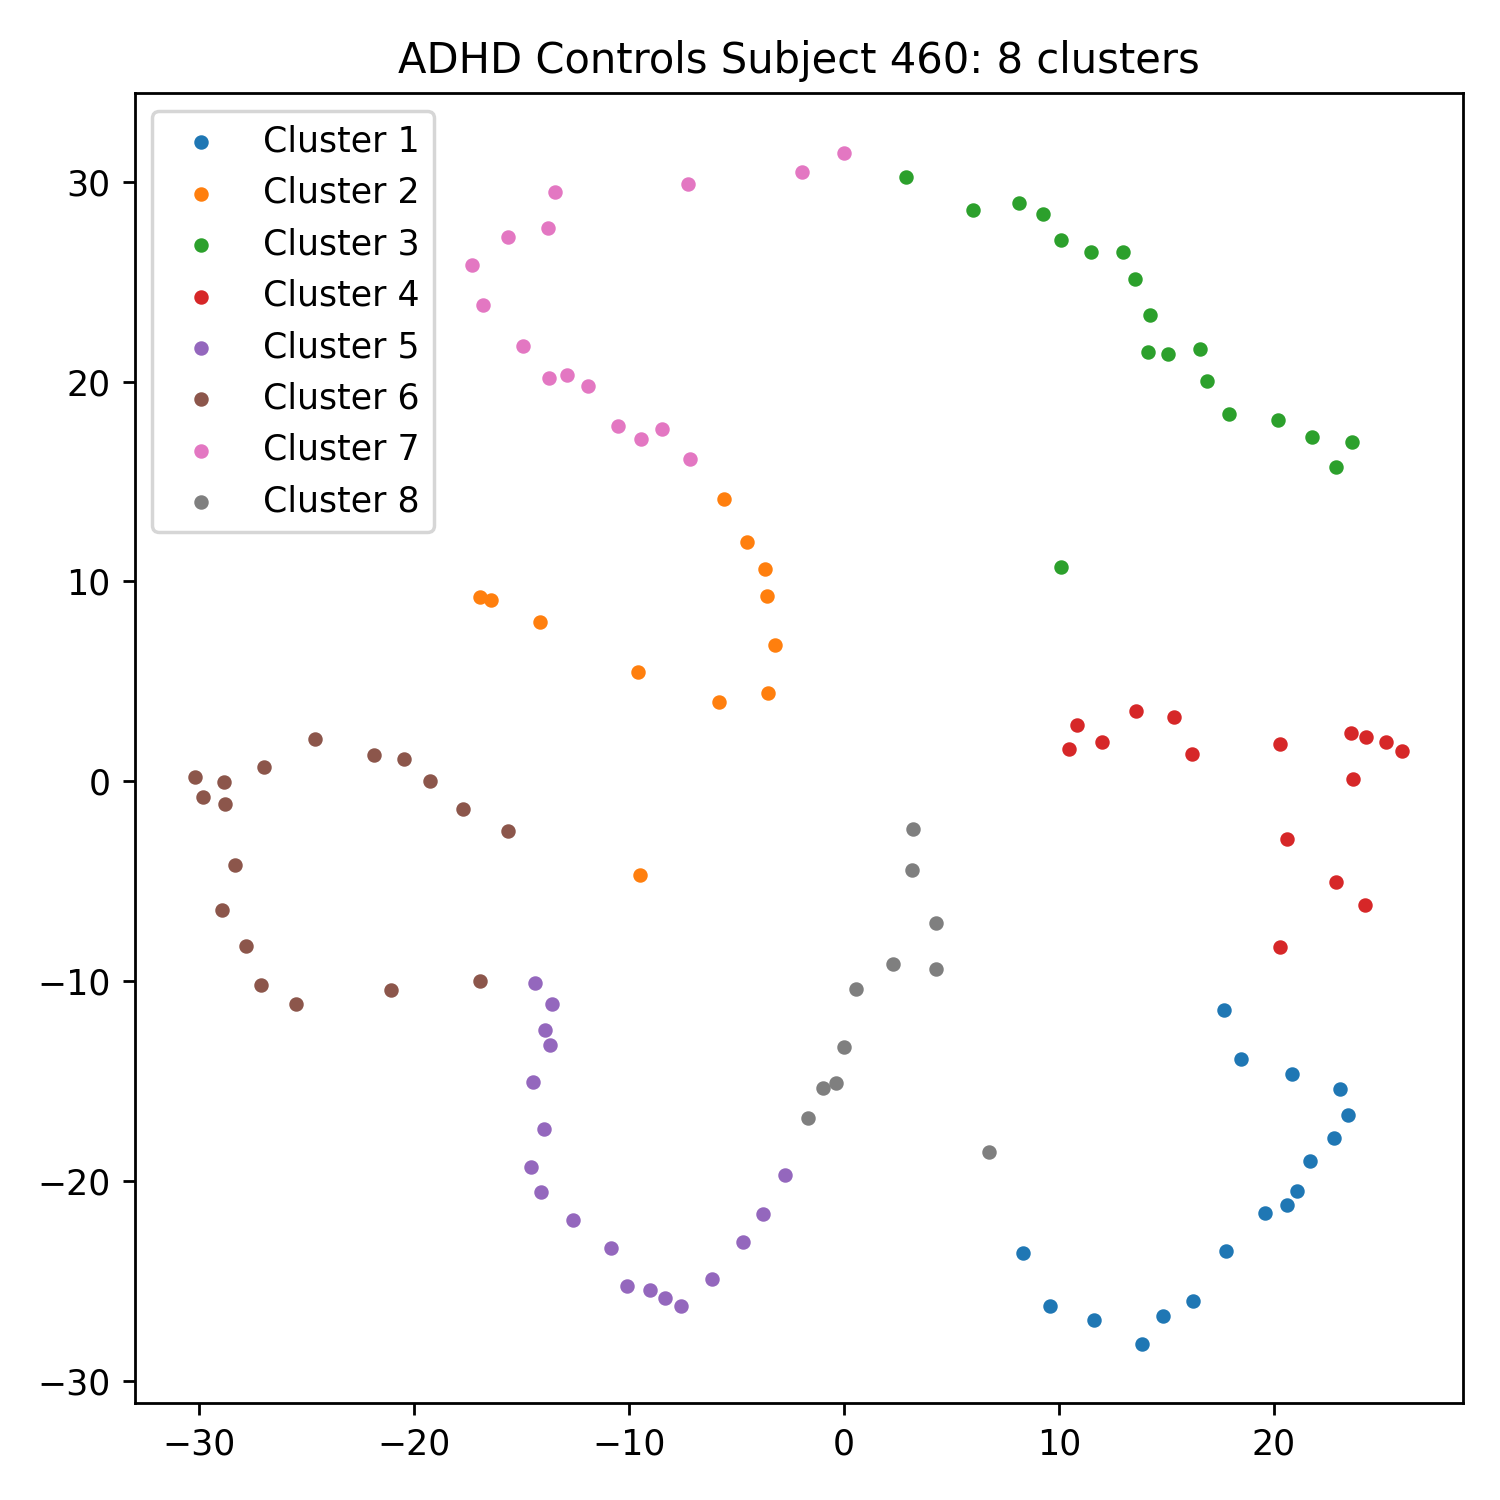 ADHD Controls Subject 460: 8 clusters
Cluster 1
Cluster 2
Cluster 3
Cluster 4
Cluster 5
Cluster 6
Cluster 7
Cluster 8
30
20
10
0
−10
−20
−30
−30 −20 −10 0 10 20